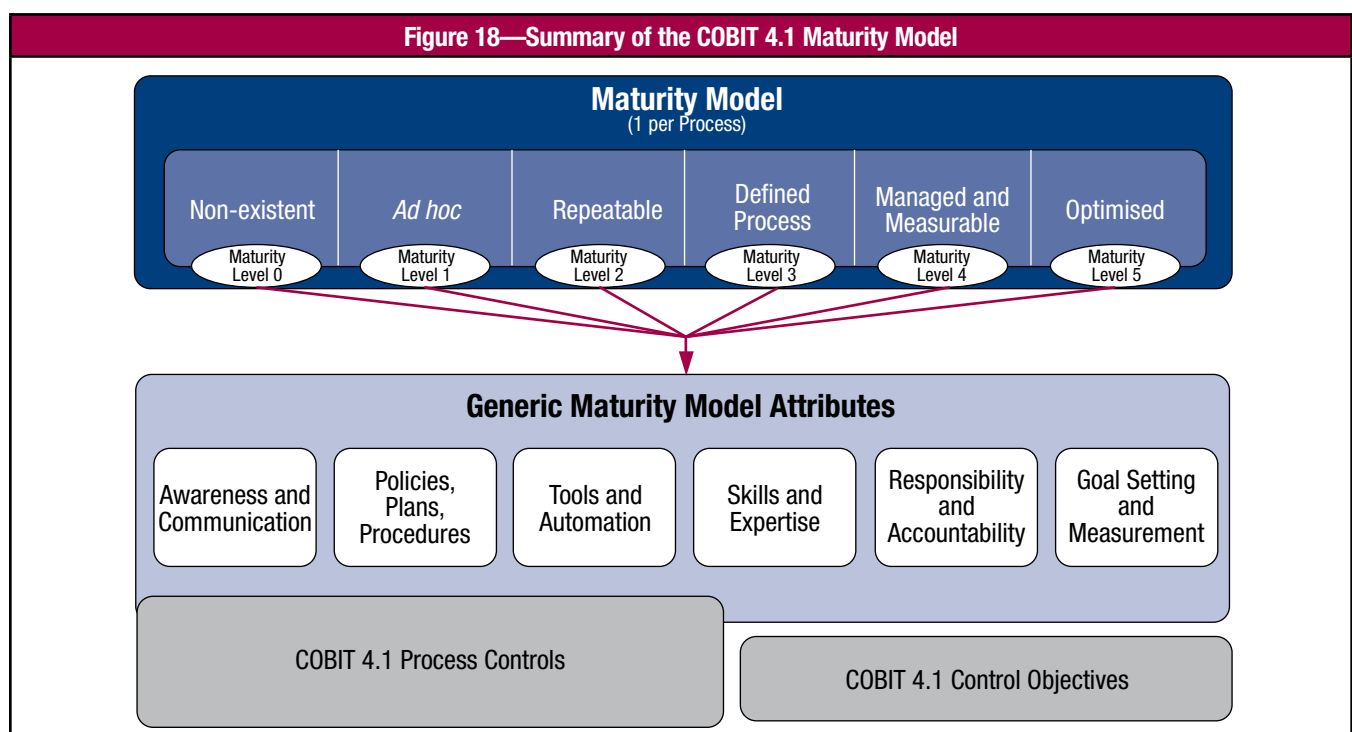 Figure 18—Summary of the COBIT 4.1 Maturity Model
Maturity Model
(1 per Process)
Non-existent
Ad hoc
Repeatable
Defined
Process
Managed and
Measurable
Optimised
Maturity
Level 0
Maturity
Level 1
Maturity
Level 2
Maturity
Level 3
Maturity
Level 4
Maturity
Level 5
Generic Maturity Model Attributes
Awareness and
Communication
Policies,
Plans,
Procedures
Tools and
Automation
Skills and
Expertise
Responsibility
and
Accountability
Goal Setting
and
Measurement
COBIT 4.1 Process Controls
COBIT 4.1 Control Objectives